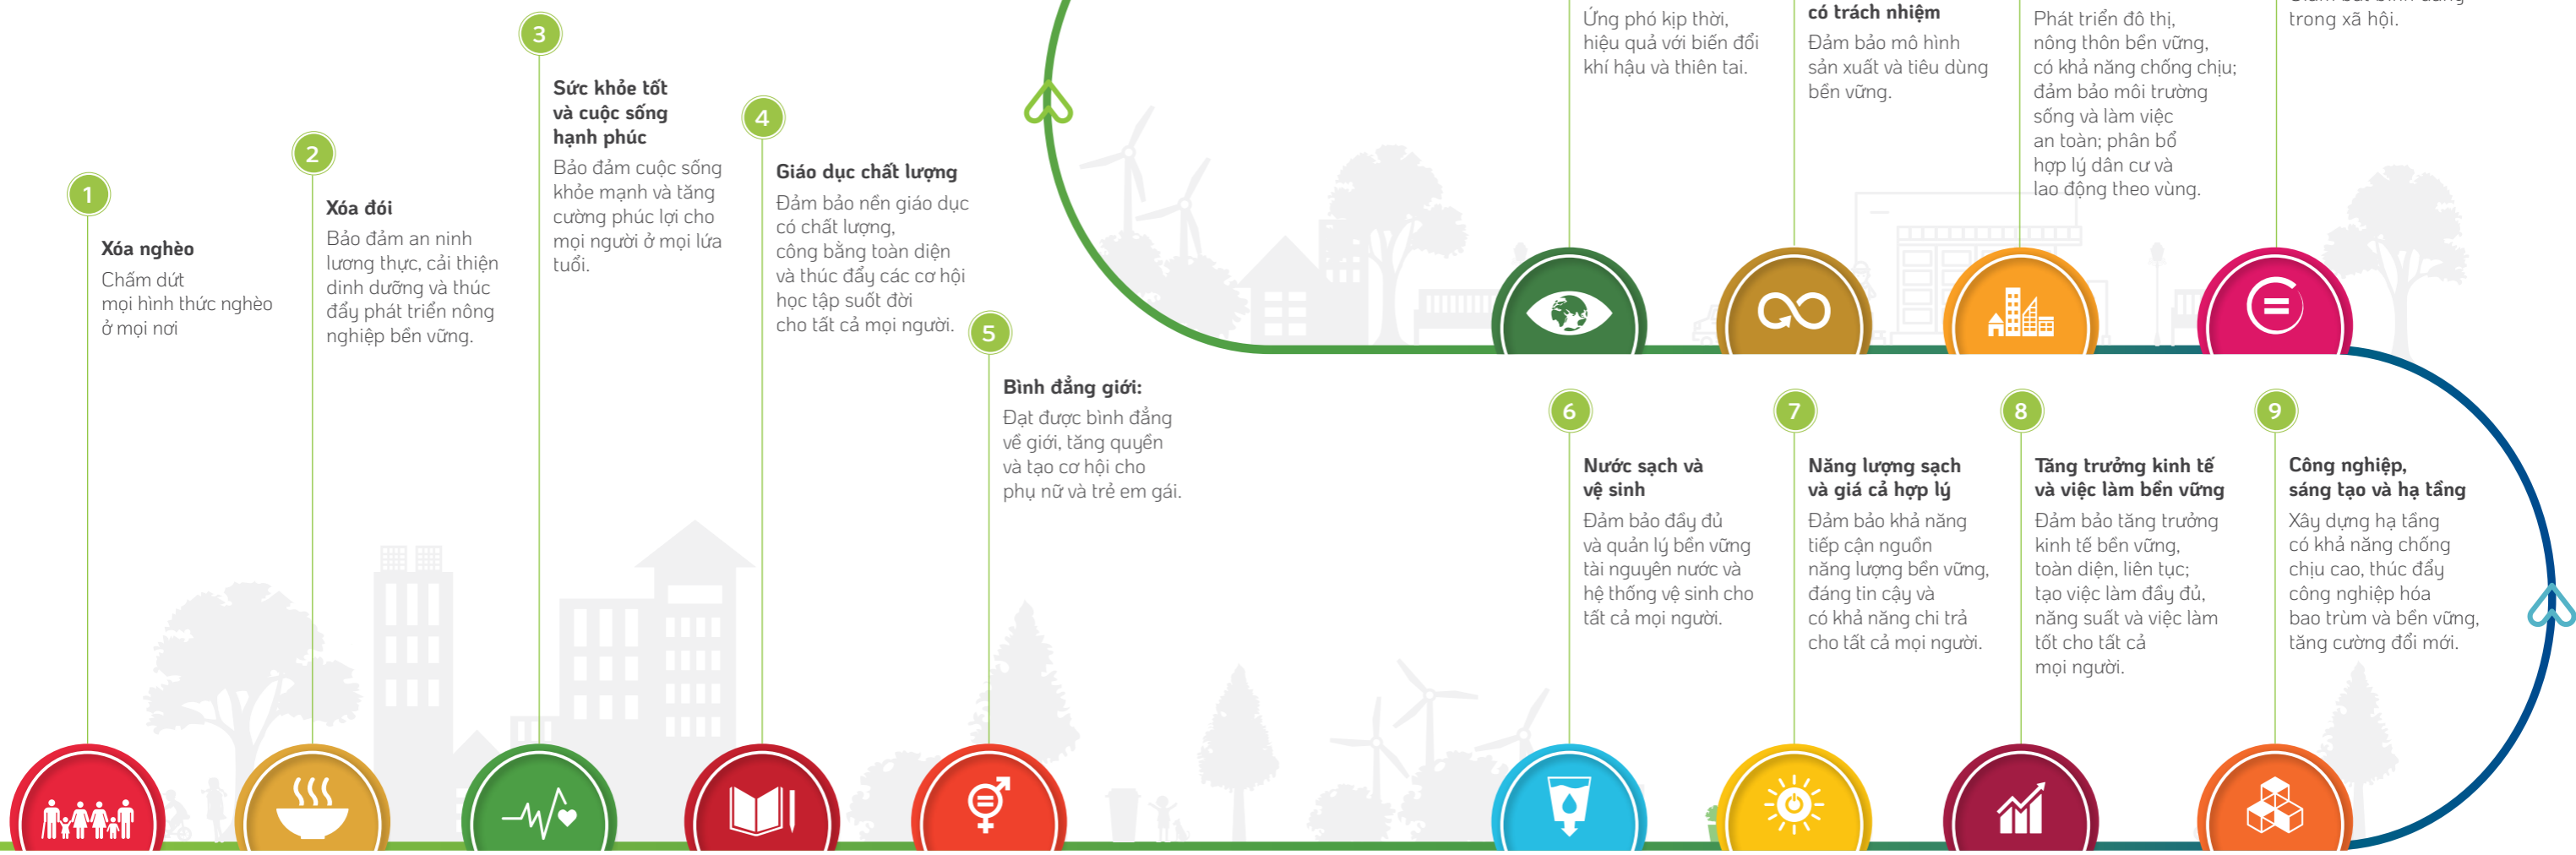 1
Xóa nghèo
Chấm dứt
mọi hình thức nghèo
ở mọi nơi
2
Xóa đói
Bảo đảm an ninh
lương thực, cải thiện
dinh dưỡng và thúc
đẩy phát triển nông
nghiệp bền vững.
3
Sức khỏe tốt
và cuộc sống
hạnh phúc
Bảo đảm cuộc sống
khỏe mạnh và tăng
cường phúc lợi cho
mọi người ở mọi lứa
tuổi.
4
Giáo dục chất lượng
Đảm bảo nền giáo dục
có chất lượng,
công bằng toàn diện
và thúc đẩy các cơ hội
học tập suốt đời
cho tất cả mọi người.
5
Bình đẳng giới:
Đạt được bình đẳng
về giới, tăng quyền
và tạo cơ hội cho
phụ nữ và trẻ em gái.
Ứng phó kịp thời,
hiệu quả với biến đổi
khí hậu và thiên tai.
có trách nhiệm
Đảm bảo mô hình
sản xuất và tiêu dùng
bền vững.
Phát triển đô thị,
nông thôn bền vững,
có khả năng chống chịu;
đảm bảo môi trường
sống và làm việc
an toàn; phân bổ
hợp lý dân cư và
lao động theo vùng.
trong xã hội.
6
Nước sạch và
vệ sinh
Đảm bảo đầy đủ
và quản lý bền vững
tài nguyên nước và
hệ thống vệ sinh cho
tất cả mọi người.
7
Năng lượng sạch
và giá cả hợp lý
Đảm bảo khả năng
tiếp cận nguồn
năng lượng bền vững,
đáng tin cậy và
có khả năng chi trả
cho tất cả mọi người.
8
Tăng trưởng kinh tế
và việc làm bền vững
Đảm bảo tăng trưởng
kinh tế bền vững,
toàn diện, liên tục;
tạo việc làm đầy đủ,
năng suất và việc làm
tốt cho tất cả
mọi người.
9
Công nghiệp,
sáng tạo và hạ tầng
Xây dựng hạ tầng
có khả năng chống
chịu cao, thúc đẩy
công nghiệp hóa
bao trùm và bền vững,
tăng cường đổi mới.